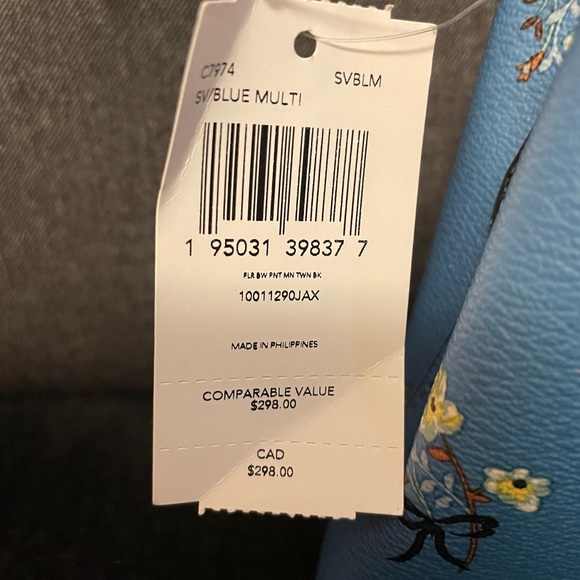 C7974 SVBLM
SV/BLUE MULTI
1 95031 39837 7
FLR BW PNT MN TWN BK
10011290JAX
MADE IN PHILIPPINES
COMPARABLE VALUE
$298.00
CAD
$298.00